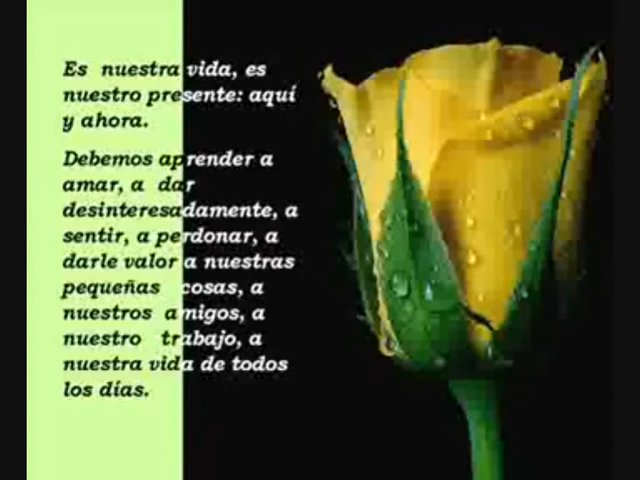 Es nuestra vida, es
nuestro presente: aquí
y ahora.
Debemos aprender a
amar, a dar
desinteresadamente, a
sentir, a perdonar, a
darle valor a nuestras
pequeñas cosas, a
nuestros amigos, a
nuestro trabajo, a
nuestra vida de todos
los días.